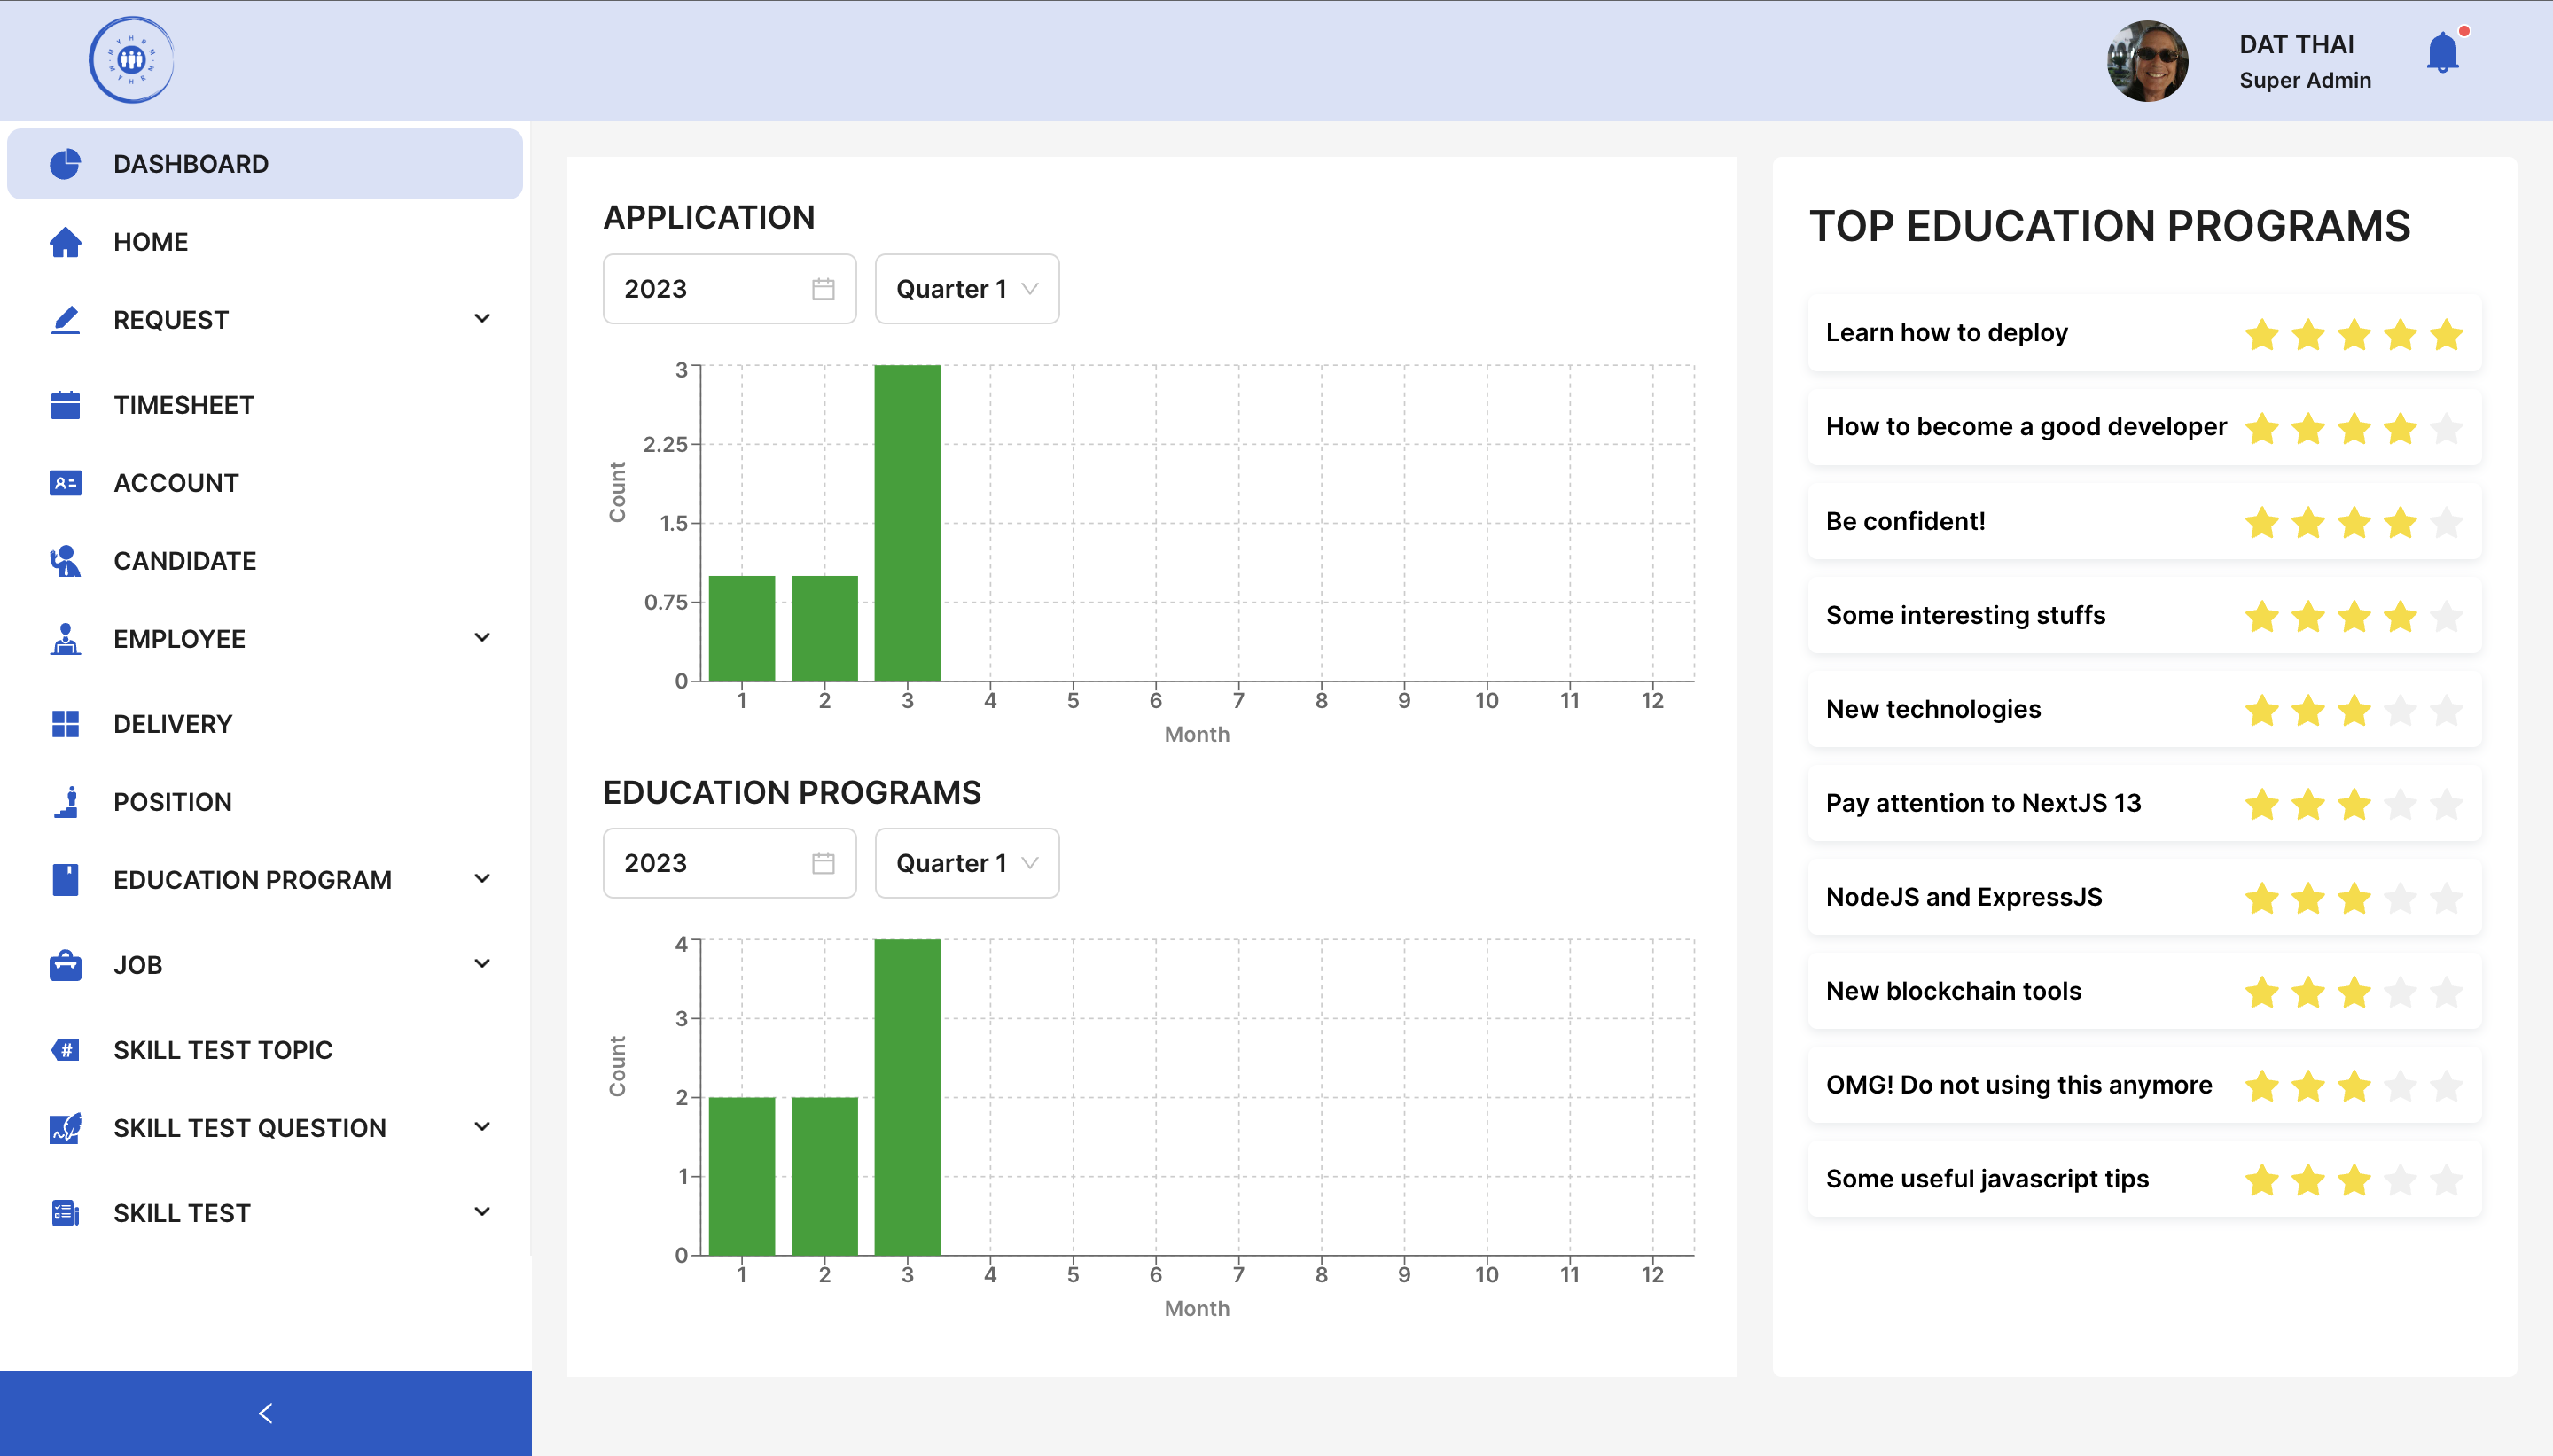 MYHRM
MYHRM
DAT THAI
Super Admin
DASHBOARD
HOME
REQUEST
TIMESHEET
ACCOUNT
CANDIDATE
EMPLOYEE
DELIVERY
POSITION
EDUCATION PROGRAM
JOB
SKILL TEST TOPIC
SKILL TEST QUESTION
SKILL TEST
APPLICATION
2023 Quarter 1
3
2.25
1.5
0.75
0
Count
1 2 3 4 5 6 7 8 9 10 11 12
Month
EDUCATION PROGRAMS
2023 Quarter 1
4
3
2
1
0
Count
1 2 3 4 5 6 7 8 9 10 11 12
Month
TOP EDUCATION PROGRAMS
Learn how to deploy
How to become a good developer
Be confident!
Some interesting stuffs
New technologies
Pay attention to NextJS 13
NodeJS and ExpressJS
New blockchain tools
OMG! Do not using this anymore
Some useful javascript tips